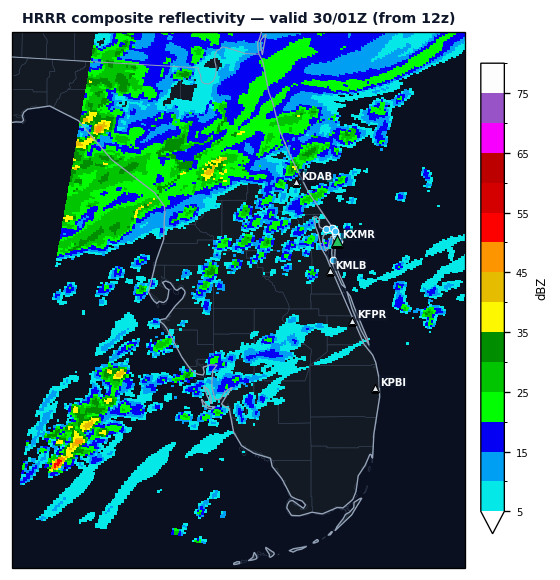 HRRR composite reflectivity — valid 30/01Z (from 12z)
KDAB
KXMR
KMLB
KFPR
KPBI
75
65
55
45
35
25
15
5
dBZ